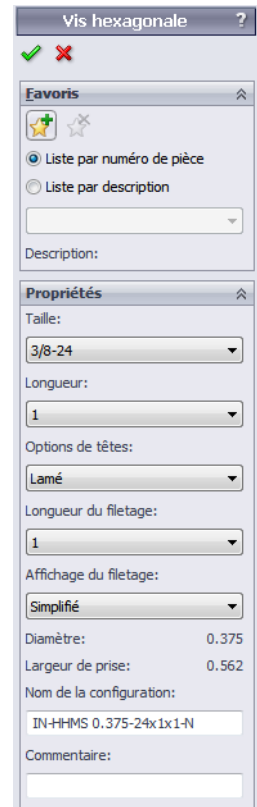 Vis hexagonale ?
Favoris
Liste par numéro de pièce
Liste par description
Description:
Propriétés
Taille:
3/8-24
Longueur:
1
Options de têtes:
Lamé
Longueur du filetage:
1
Affichage du filetage:
Simplifié
Diamètre: 0.375
Largeur de prise: 0.562
Nom de la configuration:
IN-HHMS 0.375-24x1x1-N
Commentaire: